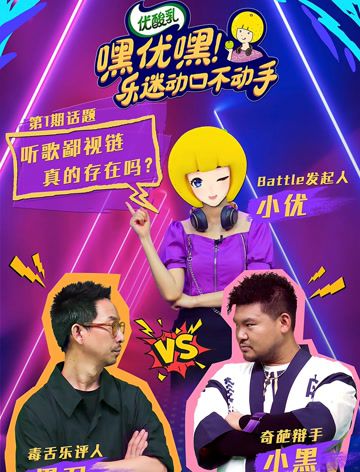 优酸乳
嘿优嘿!
乐迷动口不动手
第1期话题
听歌鄙视链
真的存在吗?
Battle发起人
小优
VS
毒舌乐评人
奇葩辩手
小黑